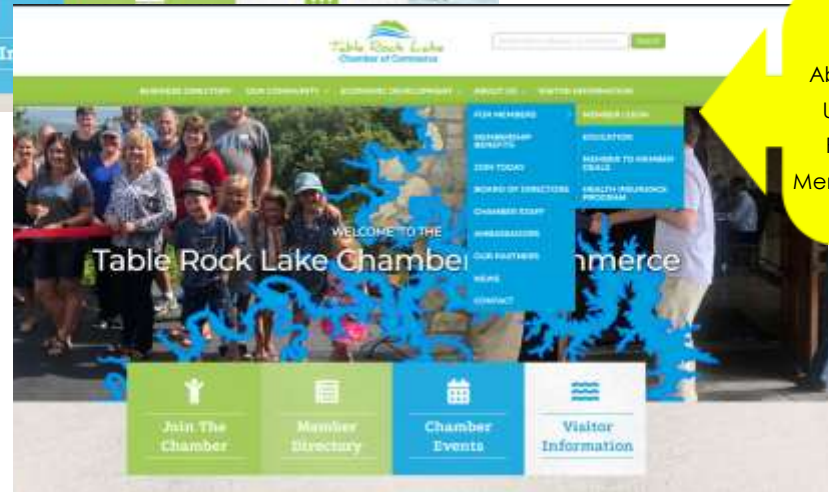 Table Rock Lake
Chamber of Commerce
BUSINESS DIRECTORY OUR COMMUNITY ECONOMIC DEVELOPMENT ABOUT US VISITOR INFORMATION
FOR MEMBERS
MEMBERSHIP
BENEFITS
JOIN TODAY
BOARD OF DIRECTORS
CHAMBER STAFF
AMBASSADORS
OUR PARTNERS
NEWS
CONTACT
MEMBER LOGIN
EDUCATION
MEMBER TO MEMBER
DEALS
HEALTH INSURANCE
PROGRAM
WELCOME TO THE
Table Rock Lake Chamber mmerce
Join The
Chamber
Member
Directory
Chamber
Events
Visitor
Information
Ab
U
Mer